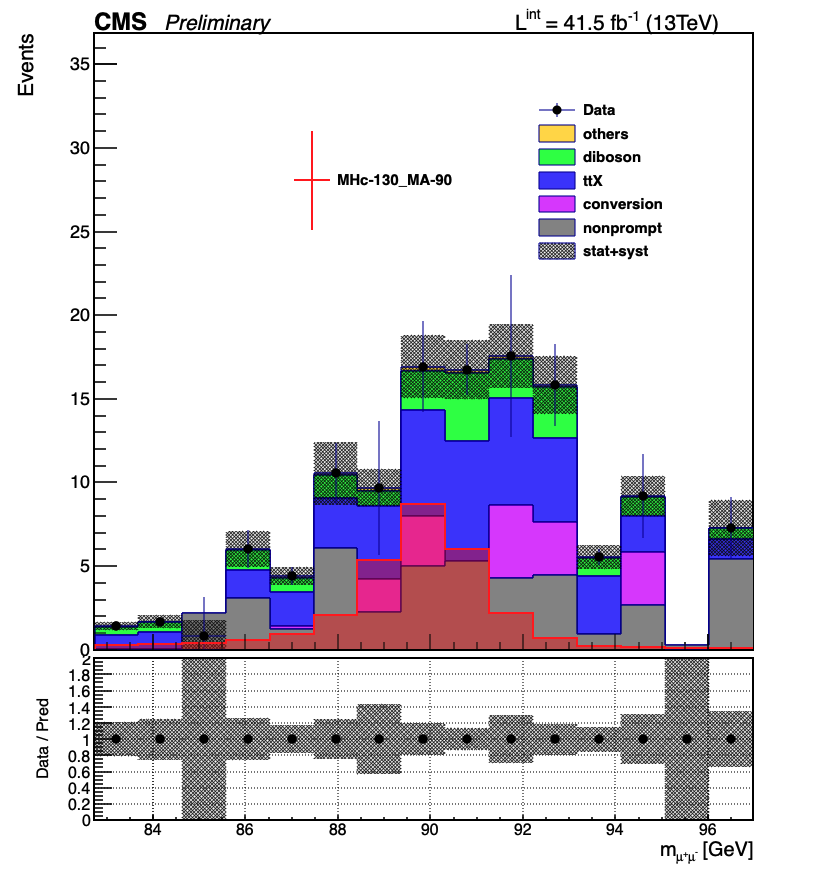 CMS Preliminary L^int = 41.5 fb^-1 (13TeV)
Events
35
30
25
20
15
10
5
0
MHc-130_MA-90
Data
others
diboson
ttX
conversion
nonprompt
stat+syst
Data / Pred
2
1.8
1.6
1.4
1.2
1
0.8
0.6
0.4
0.2
0
84 86 88 90 92 94 96
m_μ⁺μ⁻ [GeV]